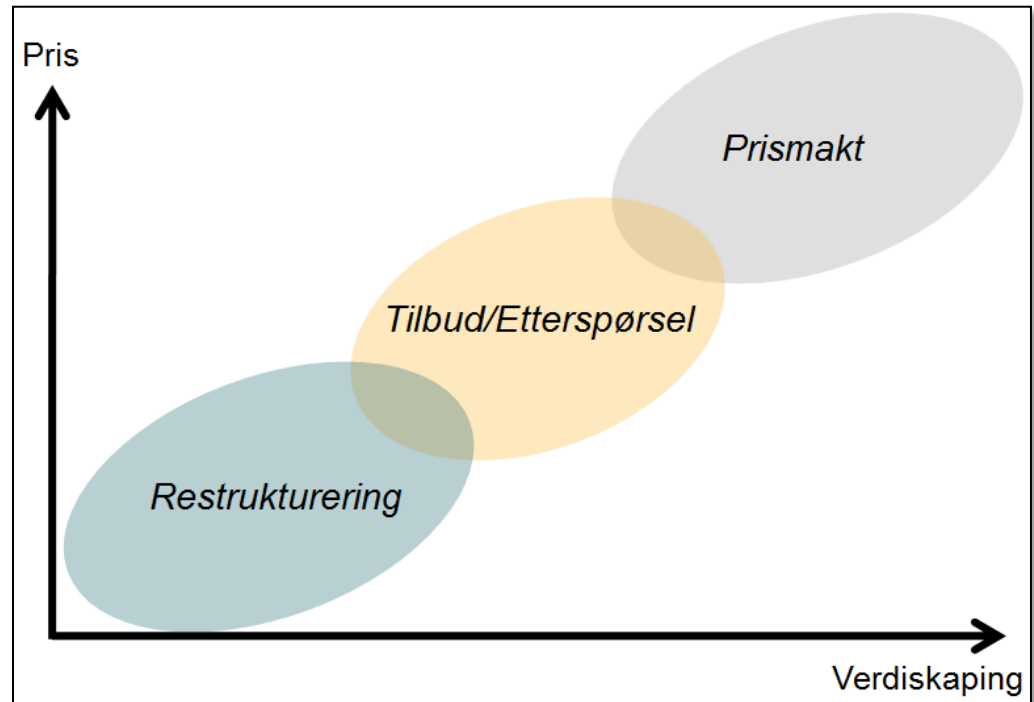 Pris
Prismakt
Tilbud/Etterspørsel
Restrukturering
Verdiskaping